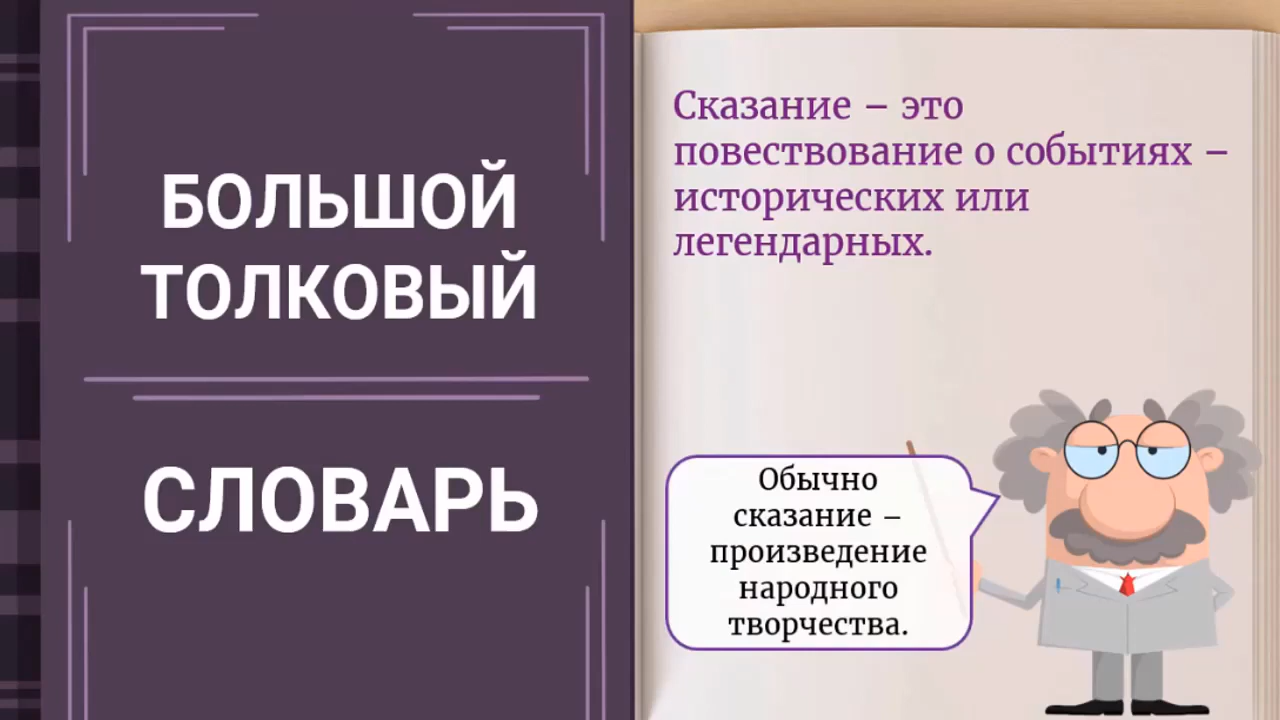 БОЛЬШОЙ
ТОЛКОВЫЙ
СЛОВАРЬ
Сказание – это
повествование о событиях –
исторических или
легендарных.
Обычно
сказание –
произведение
народного
творчества.